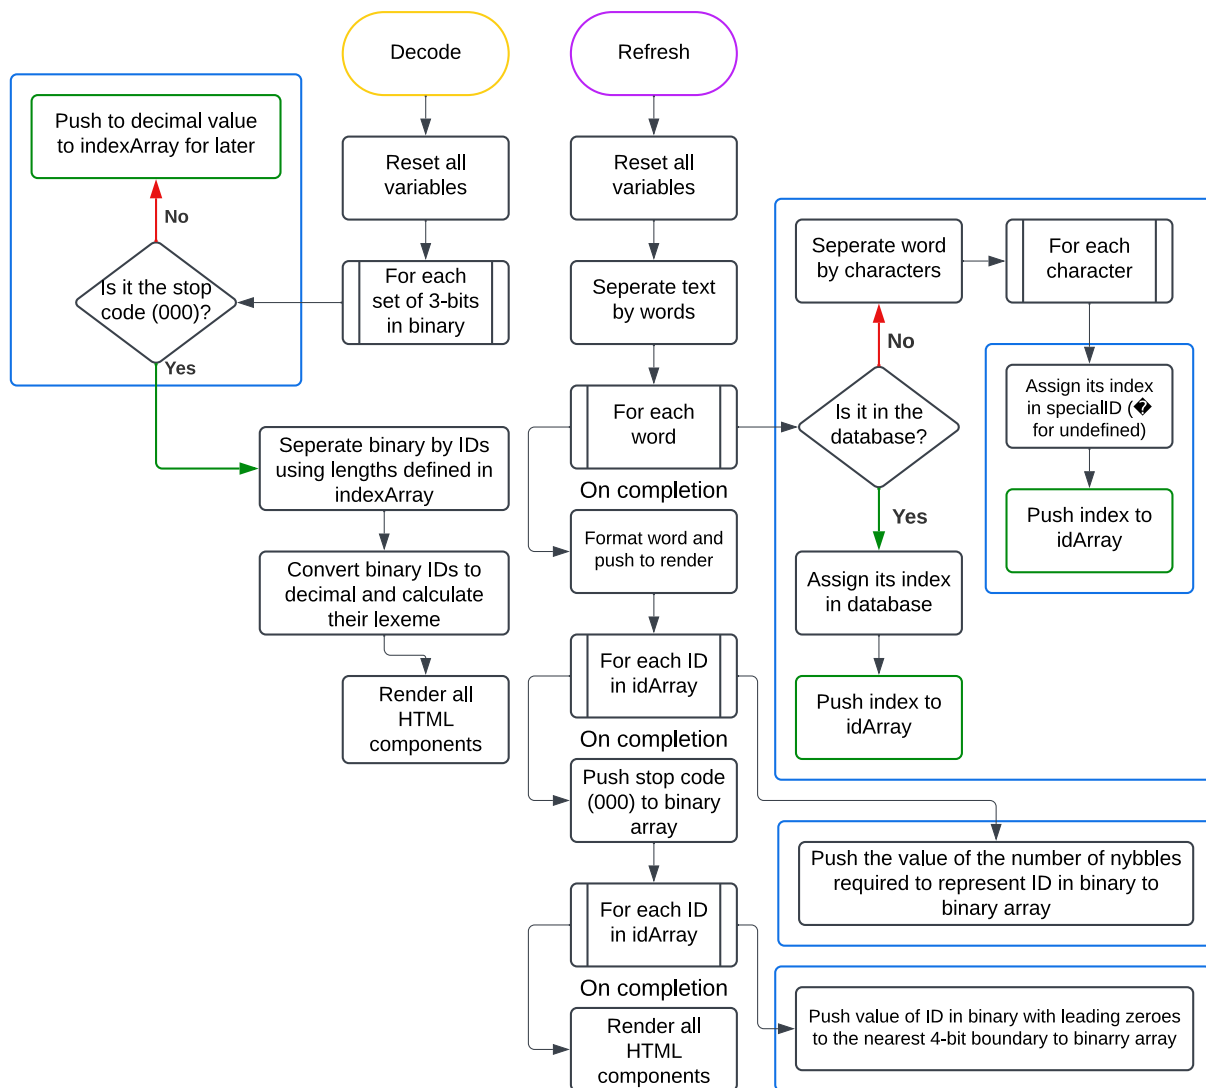 Decode
Reset all
variables
For each
set of 3-bits
in binary
Is it the stop
code (000)?
No
Push to decimal value
to indexArray for later
Yes
Seperate binary by IDs
using lengths defined in
indexArray
Convert binary IDs to
decimal and calculate
their lexeme
Render all
HTML
components
Refresh
Reset all
variables
Seperate text
by words
For each
word
Is it in the
database?
No
Seperate word
by characters
For each
character
Assign its index
in specialID (�
for undefined)
Push index to
idArray
Yes
Assign its index
in database
Push index to
idArray
On completion
Format word and
push to render
For each ID
in idArray
Push the value of the number of nybbles
required to represent ID in binary to
binary array
On completion
Push stop code
(000) to binary
array
For each ID
in idArray
Push value of ID in binary with leading zeroes
to the nearest 4-bit boundary to binarry array
On completion
Render all
HTML
components